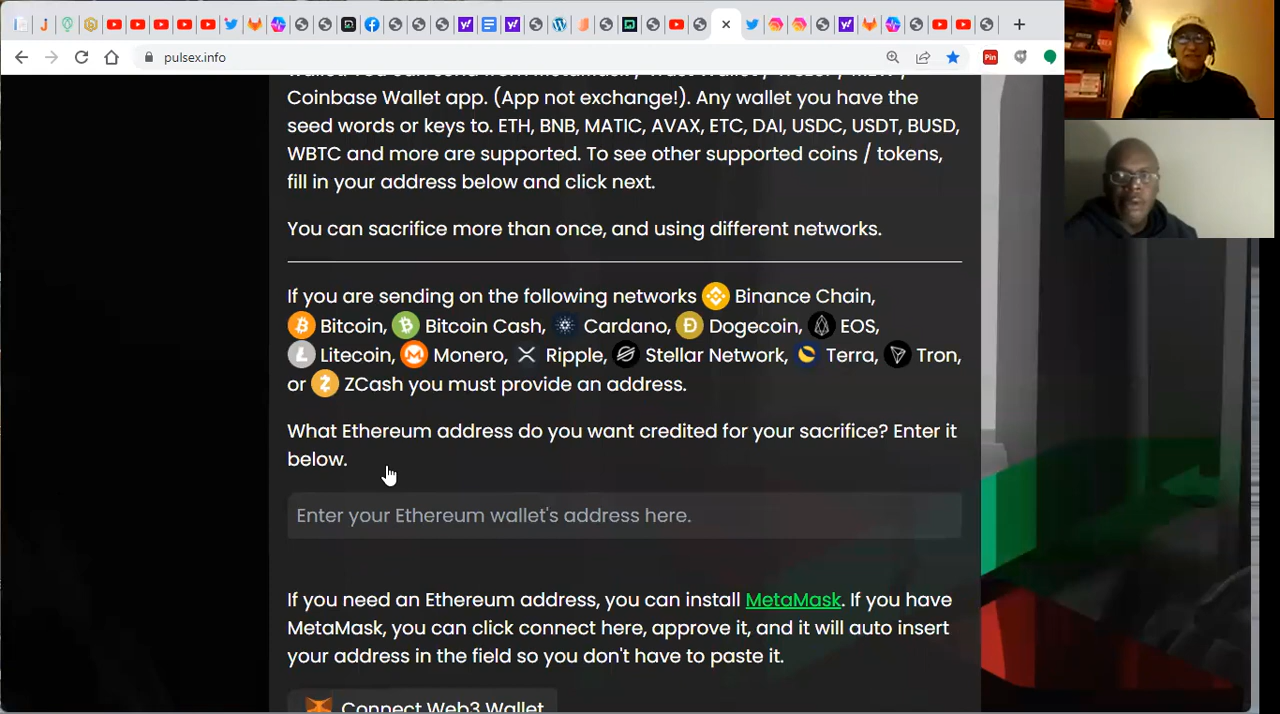 pulsex.info
Pin
Coinbase Wallet app. (App not exchange!). Any wallet you have the
seed words or keys to. ETH, BNB, MATIC, AVAX, ETC, DAI, USDC, USDT, BUSD,
WBTC and more are supported. To see other supported coins / tokens,
fill in your address below and click next.
You can sacrifice more than once, and using different networks.
If you are sending on the following networks Binance Chain,
Bitcoin, Bitcoin Cash, Cardano, Dogecoin, EOS,
Litecoin, Monero, Ripple, Stellar Network, Terra, Tron,
or ZCash you must provide an address.
What Ethereum address do you want credited for your sacrifice? Enter it
below.
Enter your Ethereum wallet's address here.
If you need an Ethereum address, you can install MetaMask. If you have
MetaMask, you can click connect here, approve it, and it will auto insert
your address in the field so you don't have to paste it.
Connect Web3 Wallet